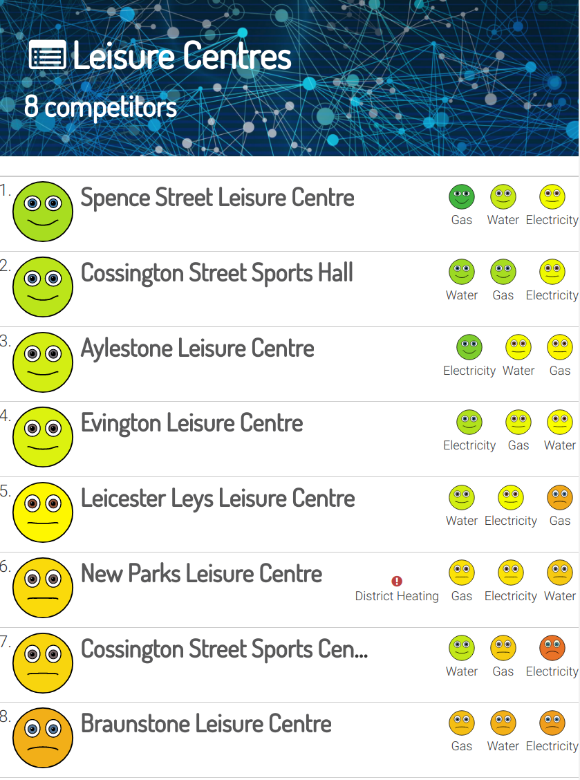 Leisure Centres
8 competitors
1. Spence Street Leisure Centre
Gas Water Electricity
2. Cossington Street Sports Hall
Water Gas Electricity
3. Aylestone Leisure Centre
Electricity Water Gas
4. Evington Leisure Centre
Electricity Gas Water
5. Leicester Leys Leisure Centre
Water Electricity Gas
6. New Parks Leisure Centre
District Heating Gas Electricity Water
7. Cossington Street Sports Cen...
Water Gas Electricity
8. Braunstone Leisure Centre
Gas Water Electricity